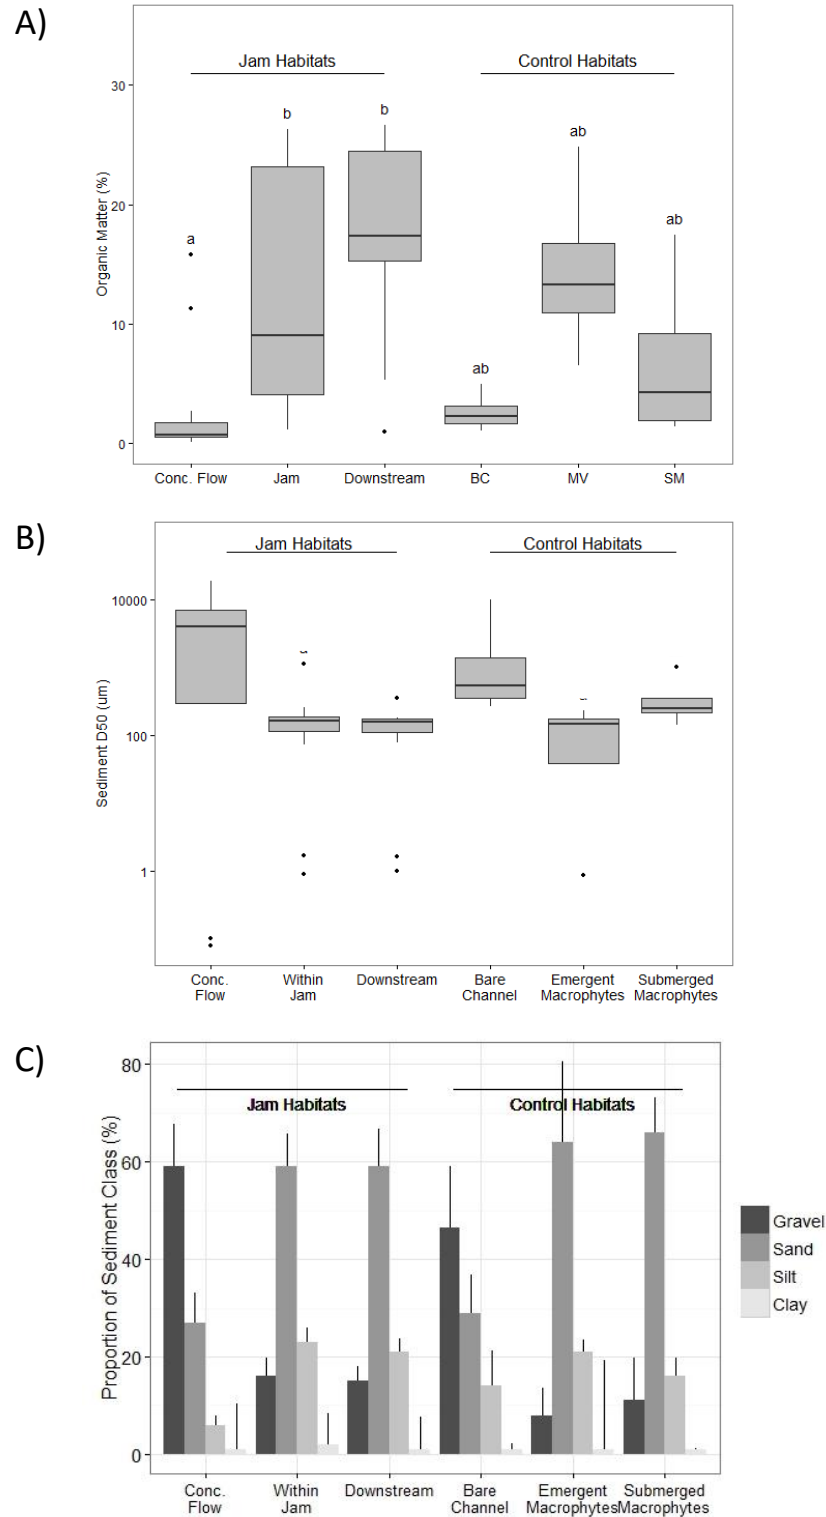 A)
Jam Habitats
Control Habitats
30
20
10
0
Organic Matter (%)
a
b
b
ab
ab
ab
Conc. Flow
Jam
Downstream
BC
MV
SM
B)
Jam Habitats
Control Habitats
10000
100
1
Sediment D50 (um)
Conc.
Flow
Within
Jam
Downstream
Bare
Channel
Emergent
Macrophytes
Submerged
Macrophytes
C)
80
60
40
20
0
Proportion of Sediment Class (%)
Jam Habitats
Control Habitats
Gravel
Sand
Silt
Clay
Conc.
Flow
Within
Jam
Downstream
Bare
Channel
Emergent
Macrophytes
Submerged
Macrophytes